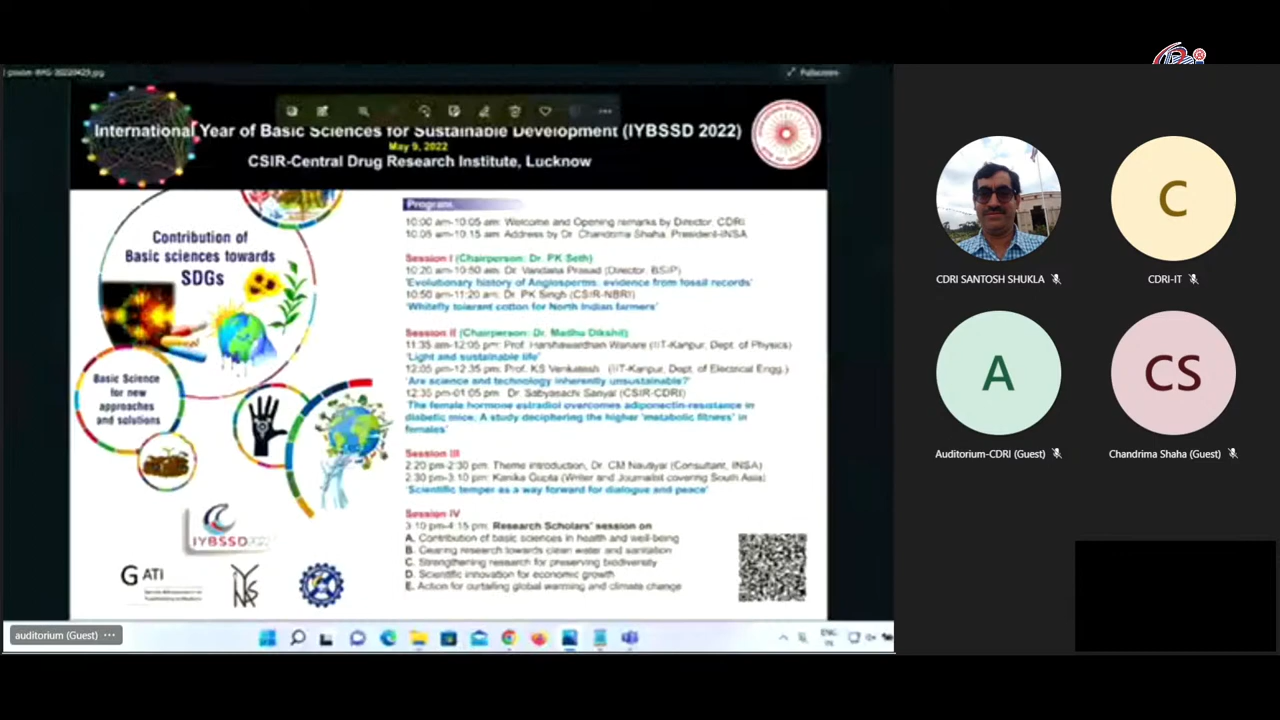 Fullscreen
International Year of Basic Sciences for Sustainable Development (IYBSSD 2022)
May 9, 2022
CSIR-Central Drug Research Institute, Lucknow
Contribution of
Basic sciences towards
SDGs
Basic Science
for new
approaches
and solutions
IYBSSD
GATI
Program
10:00 am-10:05 am: Welcome and Opening remarks by Director, CDRI
10:05 am-10:15 am: Address by Dr. Chandrima Shaha, President-INSA
Session I (Chairperson: Dr. PK Seth)
10:20 am-10:50 am: Dr. Vandana Prasad (Director, BSIP)
'Evolutionary history of Angiosperms: evidence from fossil records'
10:50 am-11:20 am: Dr. PK Singh (CSIR-NBRI)
'Whitefly tolerant cotton for North Indian farmers'
Session II (Chairperson: Dr. Madhu Dikshit)
11:35 am-12:05 pm: Prof. Harshawardhan Wanare (IIT-Kanpur, Dept. of Physics)
'Light and sustainable life'
12:05 pm-12:35 pm: Prof. KS Venkatesh (IIT-Kanpur, Dept. of Electrical Engg.)
'Are science and technology inherently unsustainable?'
12:35 pm-01:05 pm: Dr. Sabyasachi Sanyal (CSIR-CDRI)
'The female hormone estradiol overcomes adiponectin-resistance in
diabetic mice. A study deciphering the higher 'metabolic fitness' in
females'
Session III
2:20 pm-2:30 pm: Theme introduction, Dr. CM Nautiyal (Consultant, INSA)
2:30 pm-3:10 pm: Kanika Gupta (Writer and Journalist covering South Asia)
'Scientific temper as a way forward for dialogue and peace'
Session IV
3:10 pm-4:15 pm: Research Scholars' session on
A. Contribution of basic sciences in health and well-being
B. Gearing research towards clean water and sanitation
C. Strengthening research for preserving biodiversity
D. Scientific innovation for economic growth
E. Action for curtailing global warming and climate change
ENG
IN
auditorium (Guest)
CDRI SANTOSH SHUKLA
C
CDRI-IT
A
Auditorium-CDRI (Guest)
CS
Chandrima Shaha (Guest)